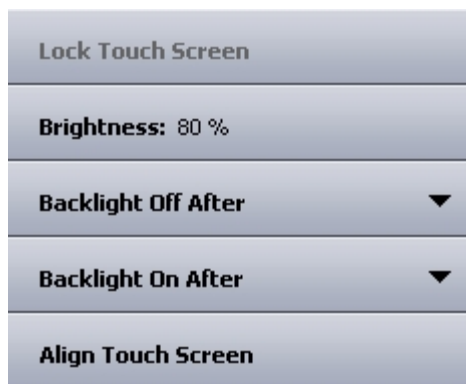 Lock Touch Screen
Brightness: 80 %
Backlight Off After
Backlight On After
Align Touch Screen